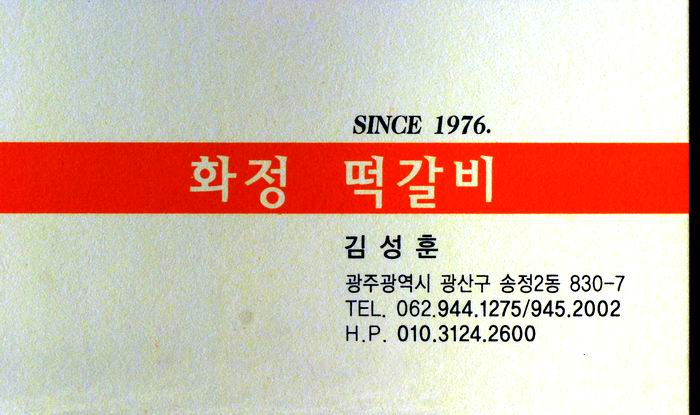 SINCE 1976.
화정 떡갈비
김성훈
광주광역시 광산구 송정2동 830-7
TEL. 062.944.1275/945.2002
H.P. 010.3124.2600